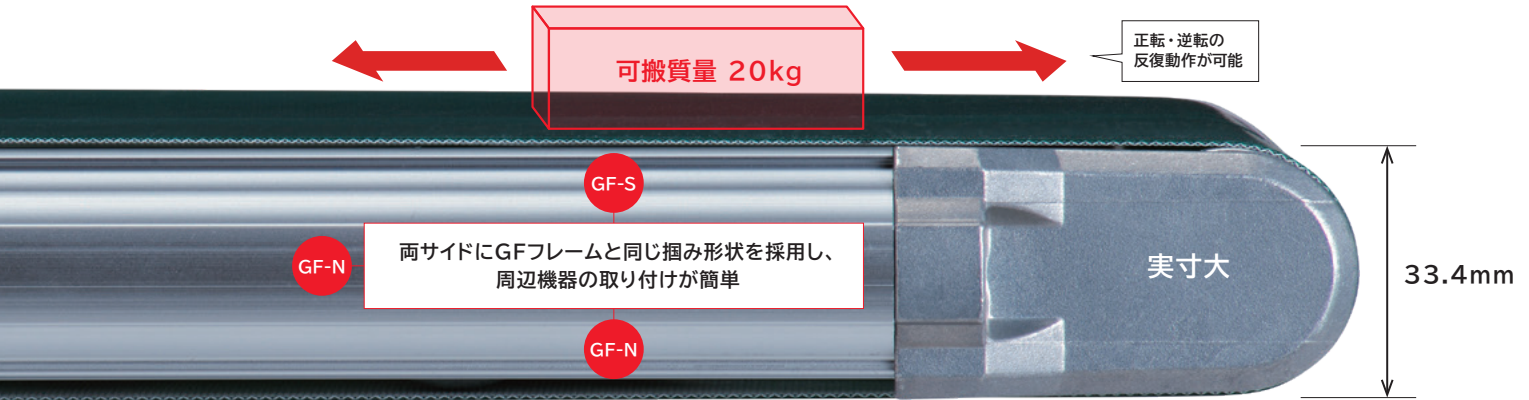 可搬質量 20kg
正転・逆転の
反復動作が可能
GF-S
GF-N
両サイドにGFフレームと同じ掴み形状を採用し、
周辺機器の取り付けが簡単
GF-N
実寸大
33.4mm